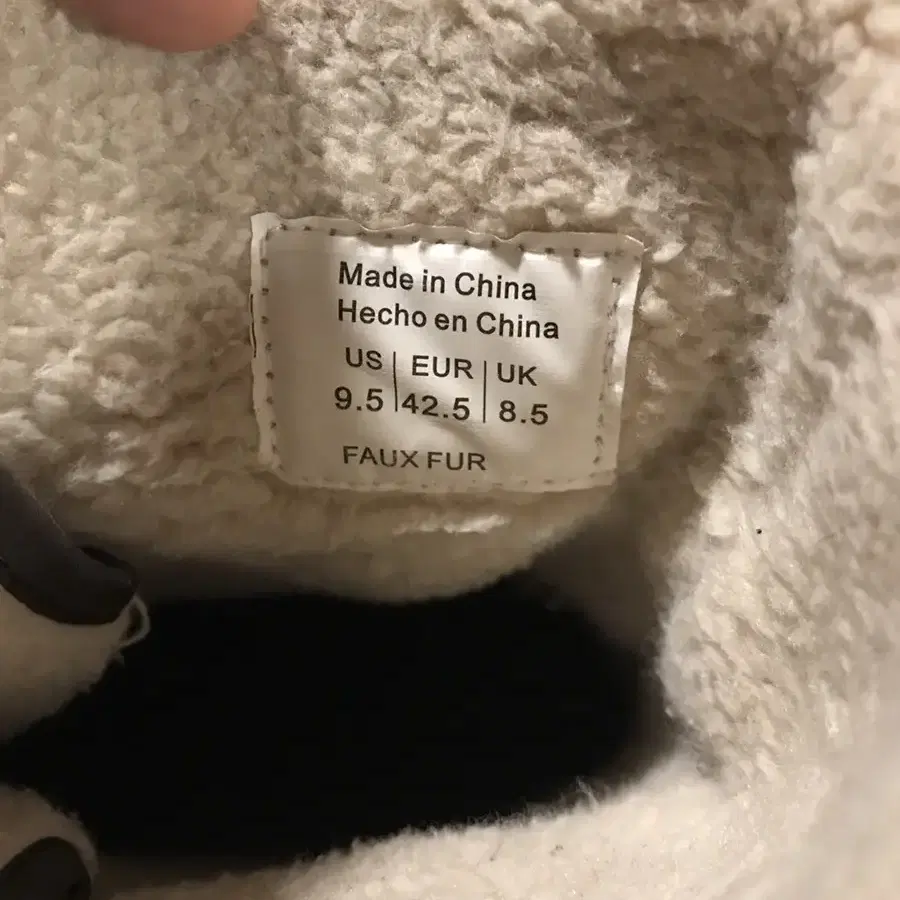 Made in China
Hecho en China
US | EUR | UK
9.5 | 42.5 | 8.5
FAUX FUR